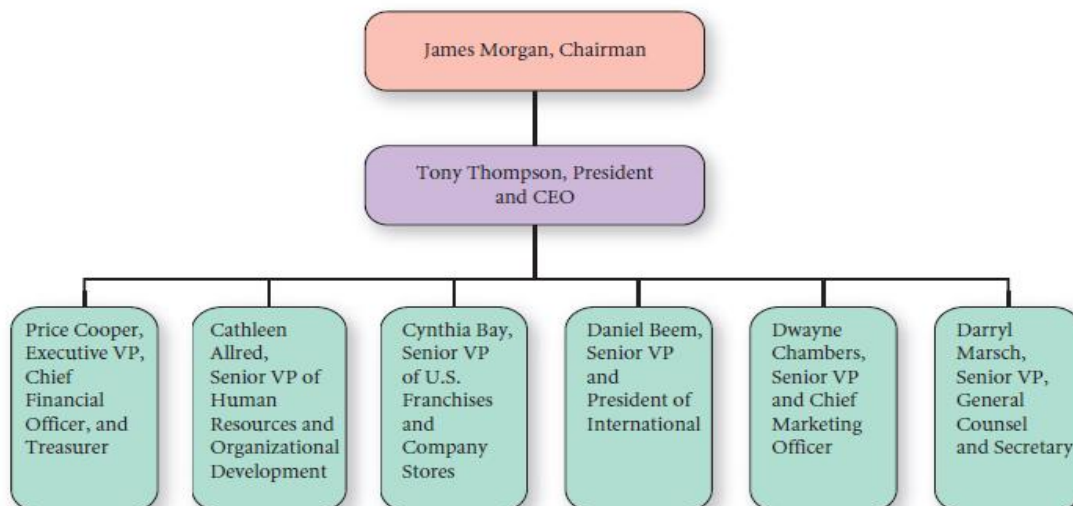 James Morgan, Chairman
Tony Thompson, President
and CEO
Price Cooper,
Executive VP,
Chief
Financial
Officer, and
Treasurer
Cathleen
Allred,
Senior VP of
Human
Resources and
Organizational
Development
Cynthia Bay,
Senior VP
of U.S.
Franchises
and
Company
Stores
Daniel Beem,
Senior VP
and
President of
International
Dwayne
Chambers,
Senior VP
and Chief
Marketing
Officer
Darryl
Marsch,
Senior VP,
General
Counsel
and Secretary